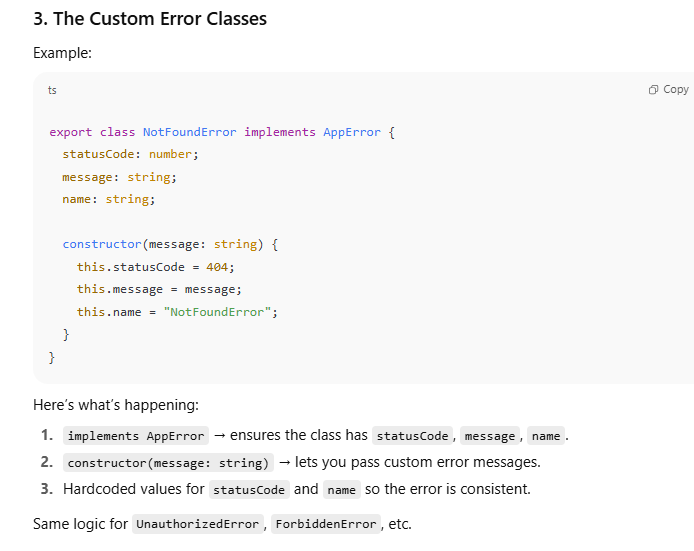 3. The Custom Error Classes
Example:
ts
Copy
export class NotFoundError implements AppError {
  statusCode: number;
  message: string;
  name: string;
  constructor(message: string) {
    this.statusCode = 404;
    this.message = message;
    this.name = "NotFoundError";
  }
}
Here's what's happening:
1. implements AppError → ensures the class has statusCode, message, name.
2. constructor(message: string) → lets you pass custom error messages.
3. Hardcoded values for statusCode and name so the error is consistent.
Same logic for UnauthorizedError, ForbiddenError, etc.